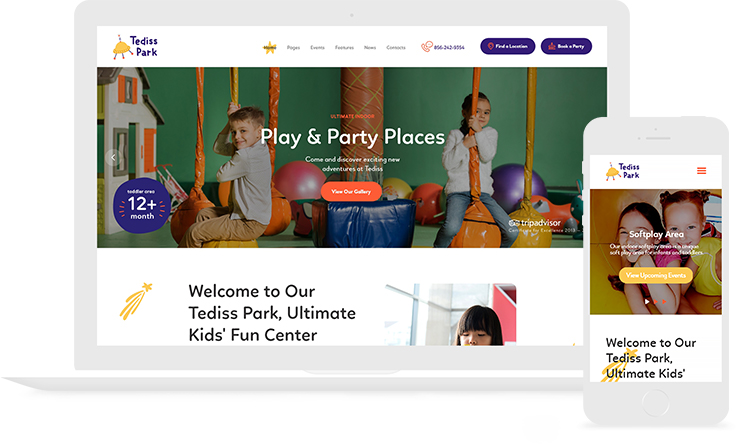 Tediss
Park
Home Pages Events Features News Contacts
856-242-9354
Find a Location
Book a Party
ULTIMATE INDOOR
Play & Party Places
Come and discover exciting new
adventures at Tediss
View Our Gallery
toddler area
12+
month
tripadvisor
Certificate for Excellence 2013 –
Welcome to Our
Tediss Park, Ultimate
Kids' Fun Center
Tediss
Park
Softplay Area
Our indoor softplay area is a unique
soft play area for infants and toddlers.
View Upcoming Events
Welcome to Our
Tediss Park,
Ultimate Kids'